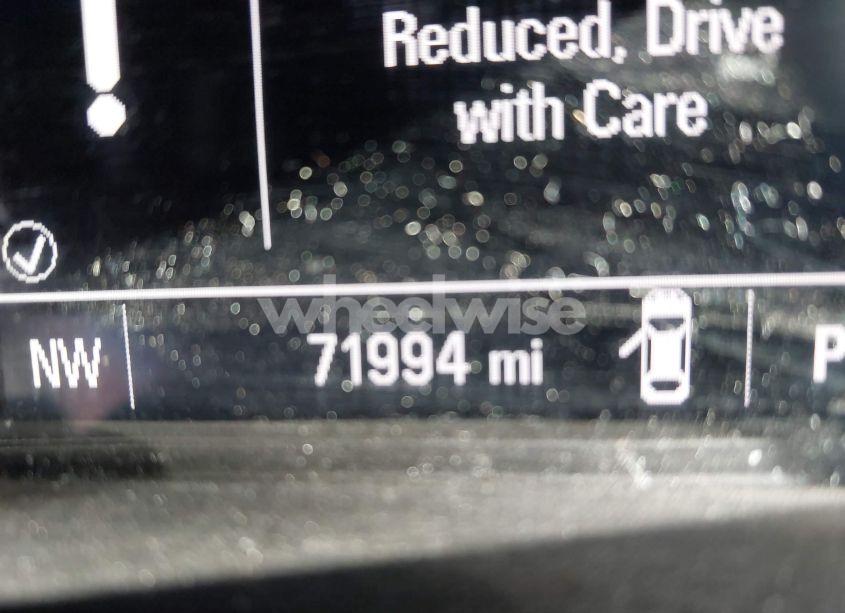 Reduced, Drive
with Care
wheelwise
NW 71994 mi P